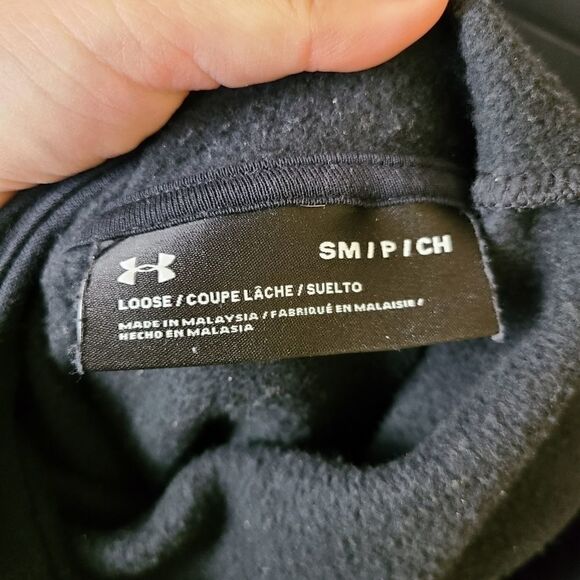 SM / P / CH
LOOSE / COUPE LÂCHE / SUELTO
MADE IN MALAYSIA / FABRIQUÉ EN MALAISIE /
HECHO EN MALASIA